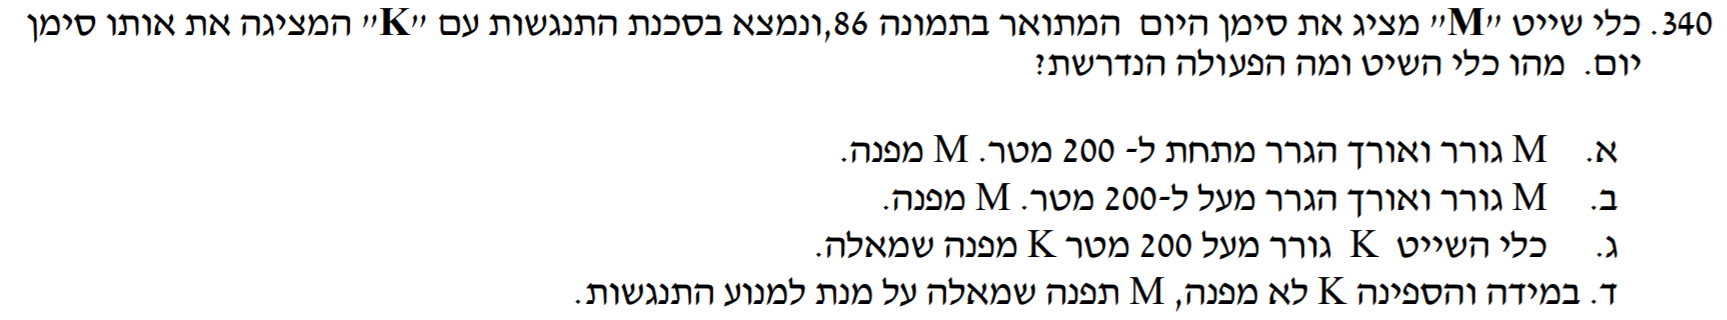 340. כלי שייט "M" מציג את סימן היום המתואר בתמונה 86,ונמצא בסכנת התנגשות עם "K" המציגה את אותו סימן
יום. מהו כלי השיט ומה הפעולה הנדרשת?
א. M גורר ואורך הגרר מתחת ל- 200 מטר. M מפנה.
ב. M גורר ואורך הגרר מעל ל-200 מטר. M מפנה.
ג. כלי השייט K גורר מעל 200 מטר K מפנה שמאלה.
ד. במידה והספינה K לא מפנה, M תפנה שמאלה על מנת למנוע התנגשות.